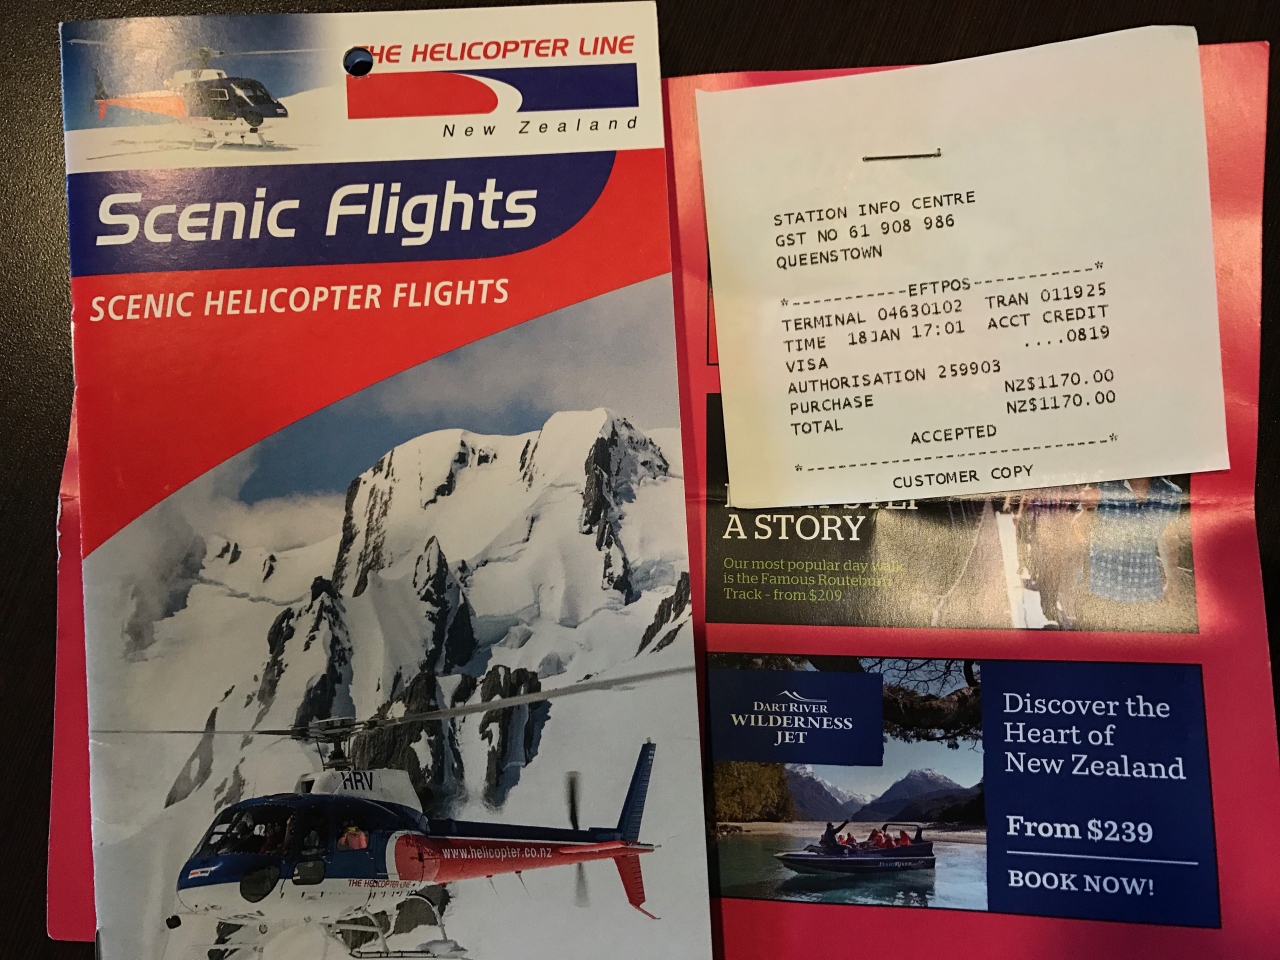 THE HELICOPTER LINE
New Zealand
Scenic Flights
SCENIC HELICOPTER FLIGHTS
HRV
www.helicopter.co.nz
THE HELICOPTER LINE
STATION INFO CENTRE
GST NO 61 908 986
QUEENSTOWN
*-----------EFTPOS-----------*
TERMINAL 04630102 TRAN 011925
TIME 18JAN 17:01 ACCT CREDIT
VISA ....0819
AUTHORISATION 259903
PURCHASE NZ$1170.00
TOTAL NZ$1170.00
ACCEPTED
*----------------------------*
CUSTOMER COPY
A STORY
Our most popular day walk
is the Famous Routeburn
Track - from $209.
DART RIVER
WILDERNESS
JET
Discover the
Heart of
New Zealand
From $239
BOOK NOW!